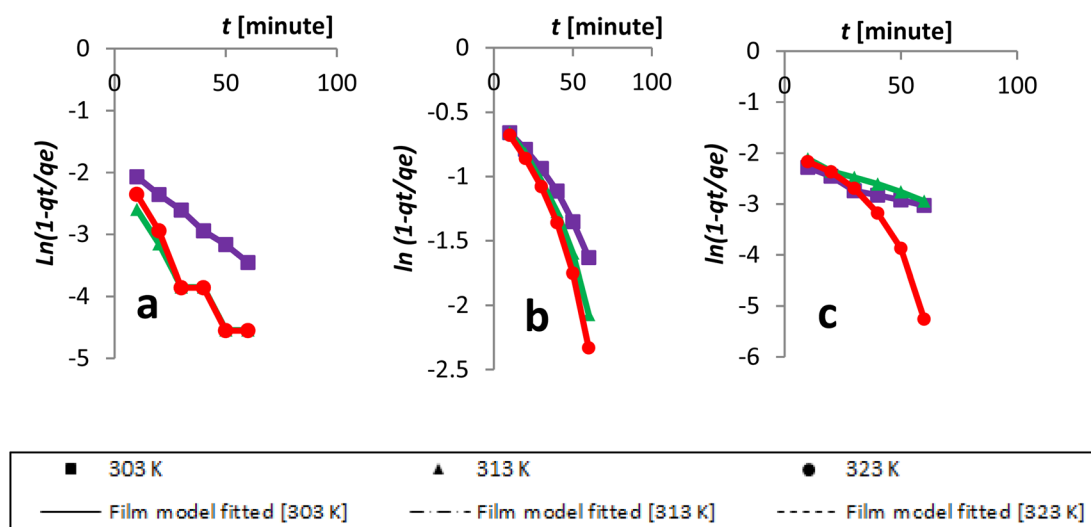 t [minute]
0
0 50 100
-1
-2
-3
-4
-5
Ln(1-qt/qe)
a
t [minute]
0
0 50 100
-0.5
-1
-1.5
-2
-2.5
ln (1-qt/qe)
b
t [minute]
0
0 50 100
-1
-2
-3
-4
-5
-6
ln(1-qt/qe)
c
303 K 313 K 323 K
Film model fitted [303 K] Film model fitted [313 K] Film model fitted [323 K]